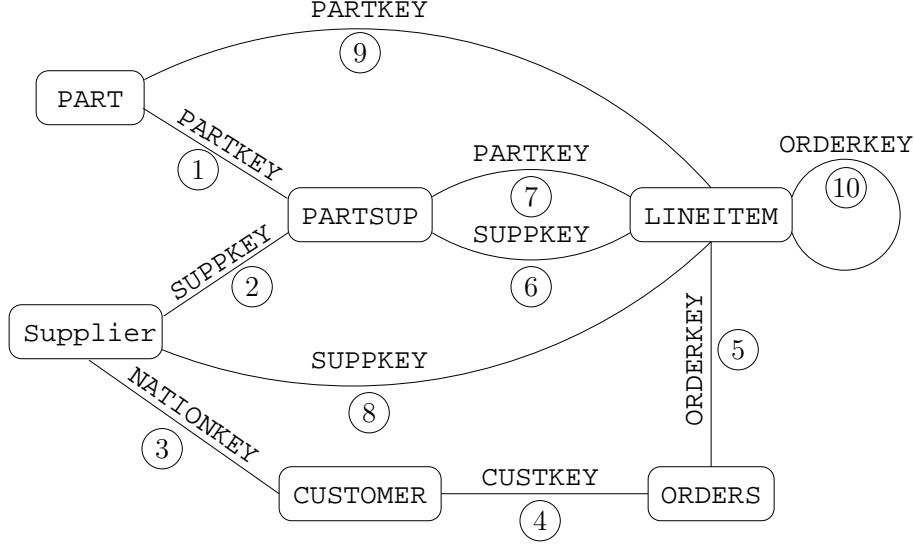 PARTKEY
9
PART
PARTKEY
1
ORDERKEY
10
PARTKEY
7
PARTSUP
LINEITEM
SUPPKEY
6
SUPPKEY
2
Supplier
SUPPKEY
8
ORDERKEY
5
NATIONKEY
3
CUSTOMER
CUSTKEY
4
ORDERS